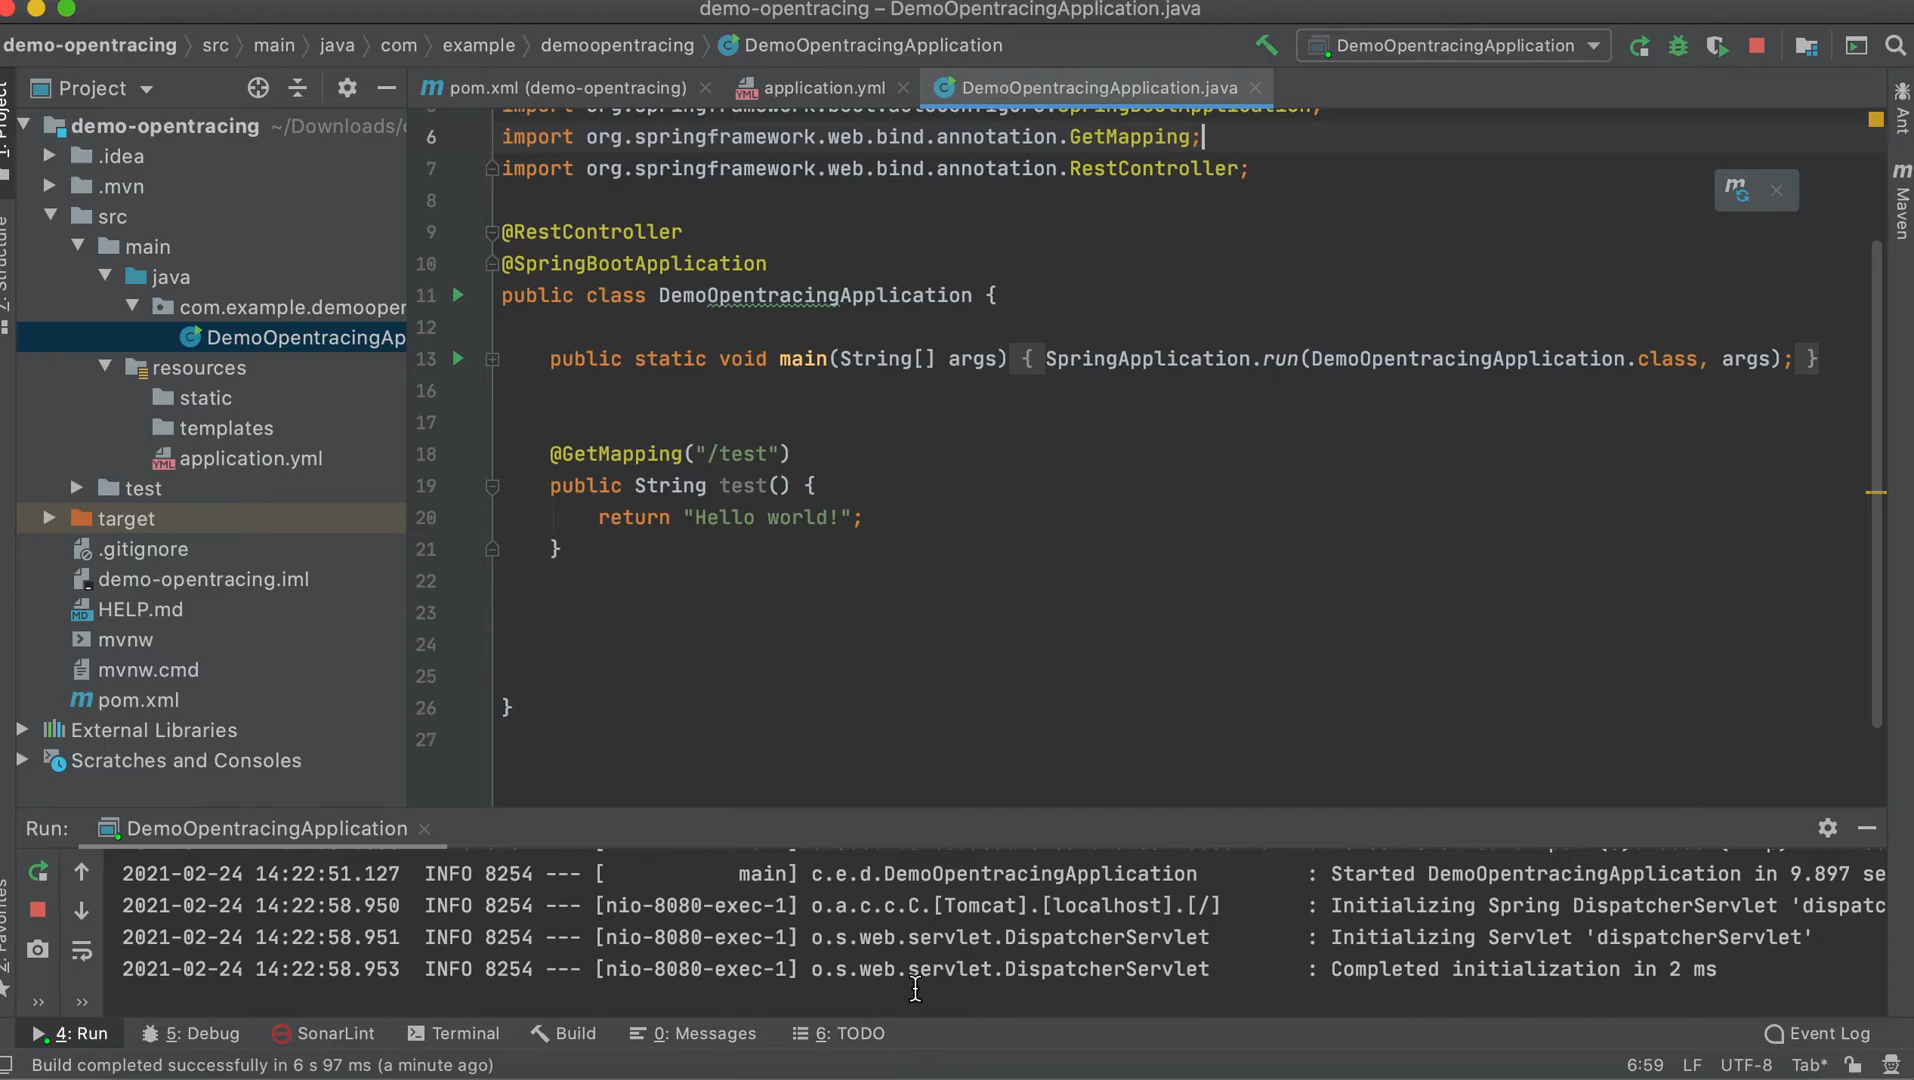 demo-opentracing – DemoOpentracingApplication.java
demo-opentracing src main java com example demoopentracing DemoOpentracingApplication DemoOpentracingApplication
Project
pom.xml (demo-opentracing) application.yml DemoOpentracingApplication.java
demo-opentracing ~/Downloads/
.idea
.mvn
src
main
java
com.example.demooper
DemoOpentracingAp
resources
static
templates
application.yml
test
target
.gitignore
demo-opentracing.iml
HELP.md
mvnw
mvnw.cmd
pom.xml
External Libraries
Scratches and Consoles
6 import org.springframework.web.bind.annotation.GetMapping;
7 import org.springframework.web.bind.annotation.RestController;
8
9 @RestController
10 @SpringBootApplication
11 public class DemoOpentracingApplication {
12
13 public static void main(String[] args) { SpringApplication.run(DemoOpentracingApplication.class, args); }
16
17
18 @GetMapping("/test")
19 public String test() {
20 return "Hello world!";
21 }
22
23
24
25
26 }
27
Ant
Maven
1: Project
Z: Structure
2: Favorites
Run: DemoOpentracingApplication
2021-02-24 14:22:51.127 INFO 8254 --- [ main] c.e.d.DemoOpentracingApplication : Started DemoOpentracingApplication in 9.897 se
2021-02-24 14:22:58.950 INFO 8254 --- [nio-8080-exec-1] o.a.c.c.C.[Tomcat].[localhost].[/] : Initializing Spring DispatcherServlet 'dispatc
2021-02-24 14:22:58.951 INFO 8254 --- [nio-8080-exec-1] o.s.web.servlet.DispatcherServlet : Initializing Servlet 'dispatcherServlet'
2021-02-24 14:22:58.953 INFO 8254 --- [nio-8080-exec-1] o.s.web.servlet.DispatcherServlet : Completed initialization in 2 ms
4: Run 5: Debug SonarLint Terminal Build 0: Messages 6: TODO Event Log
Build completed successfully in 6 s 97 ms (a minute ago) 6:59 LF UTF-8 Tab*